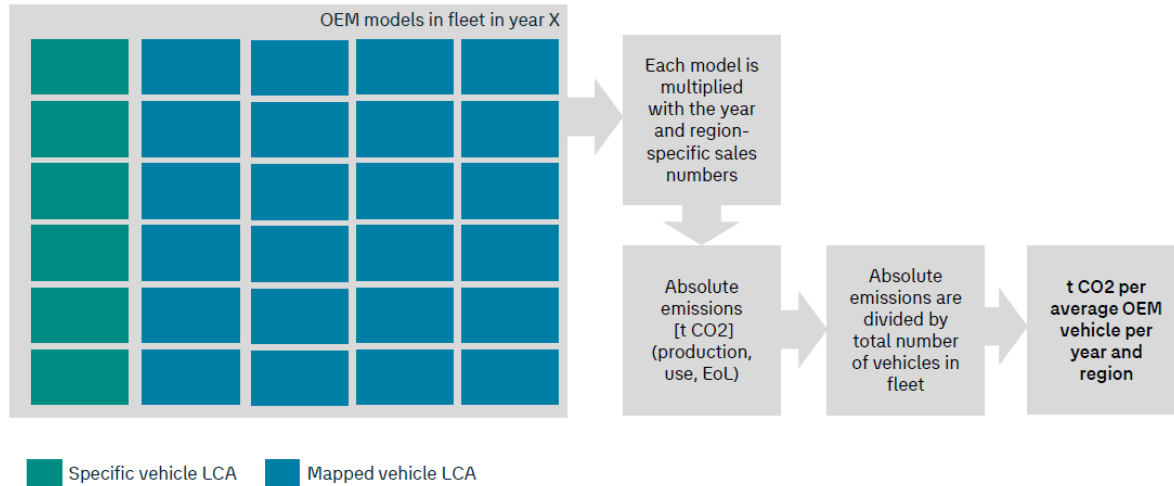 OEM models in fleet in year X
Each model is
multiplied
with the year
and region-
specific sales
numbers
Absolute
emissions
[t CO2]
(production,
use, EoL)
Absolute
emissions are
divided by
total number
of vehicles in
fleet
t CO2 per
average OEM
vehicle per
year and
region
Specific vehicle LCA
Mapped vehicle LCA